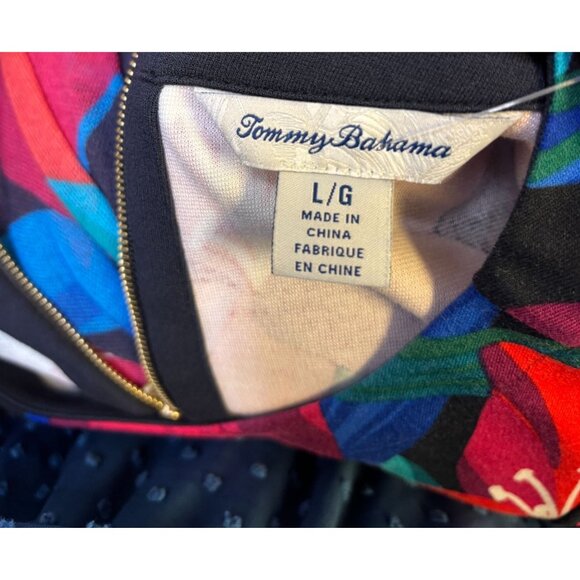 Tommy Bahama
L/G
MADE IN
CHINA
FABRIQUE
EN CHINE